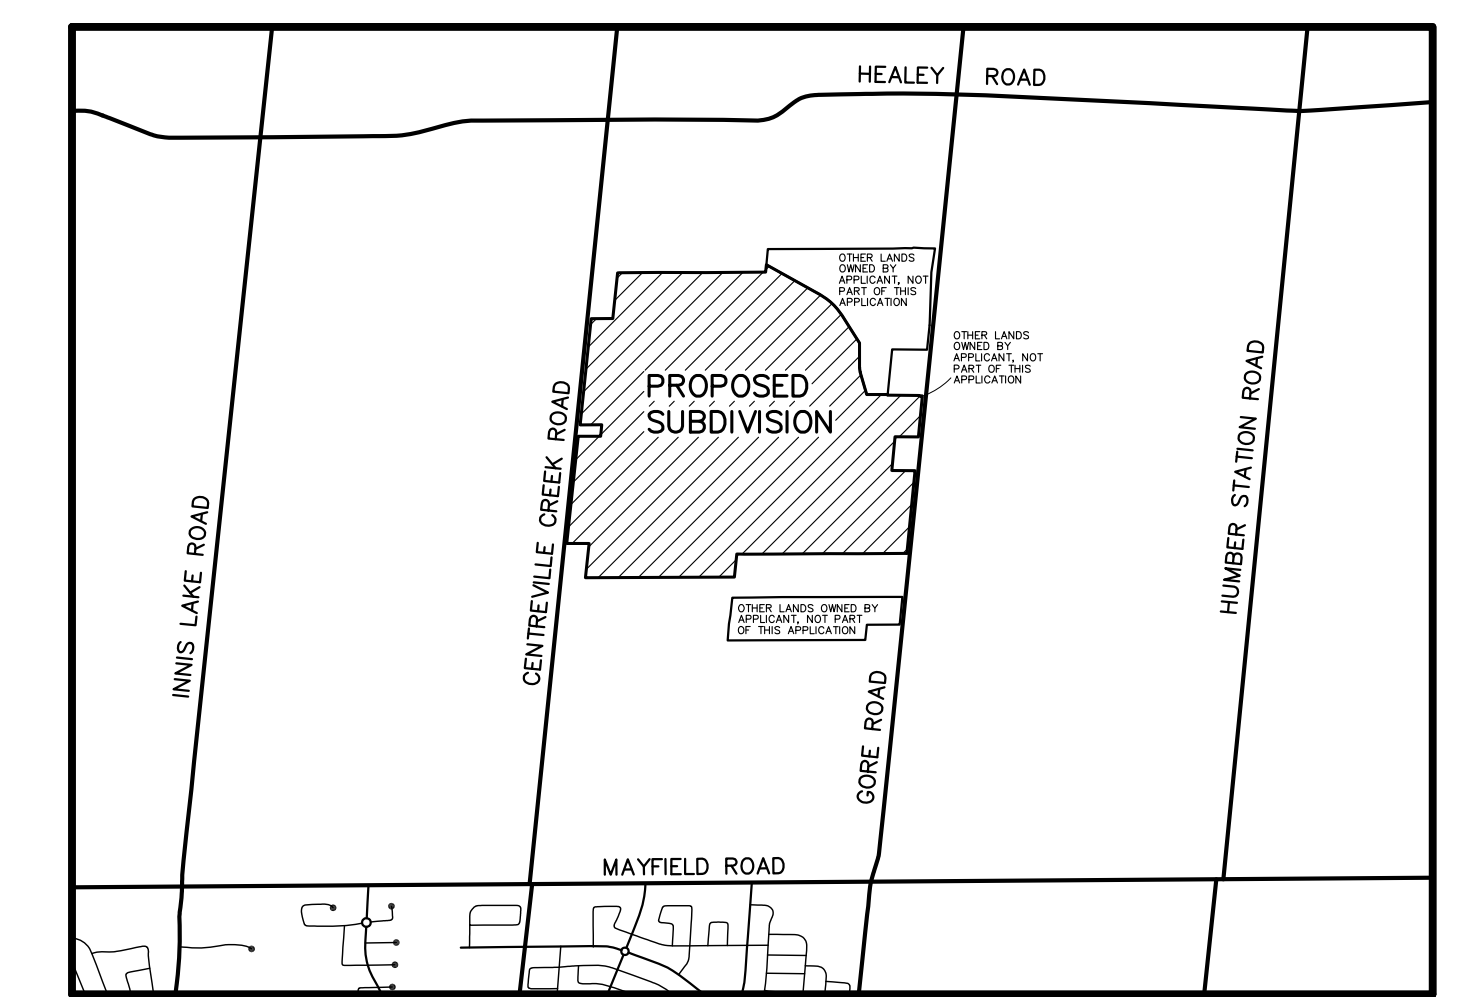 HEALEY ROAD
OTHER LANDS
OWNED BY
APPLICANT, NOT
PART OF THIS
APPLICATION
OTHER LANDS
OWNED BY
APPLICANT, NOT
PART OF THIS
APPLICATION
PROPOSED
SUBDIVISION
INNIS LAKE ROAD
CENTREVILLE CREEK ROAD
HUMBER STATION ROAD
OTHER LANDS OWNED BY
APPLICANT, NOT PART
OF THIS APPLICATION
GORE ROAD
MAYFIELD ROAD